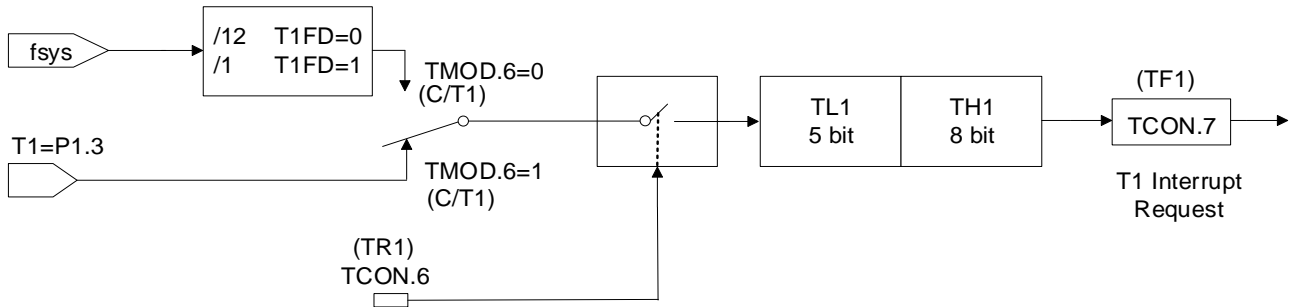 fsys
/12 T1FD=0
/1 T1FD=1
TMOD.6=0
(C/T1)
T1=P1.3
TMOD.6=1
(C/T1)
(TR1)
TCON.6
TL1
5 bit
TH1
8 bit
(TF1)
TCON.7
T1 Interrupt
Request